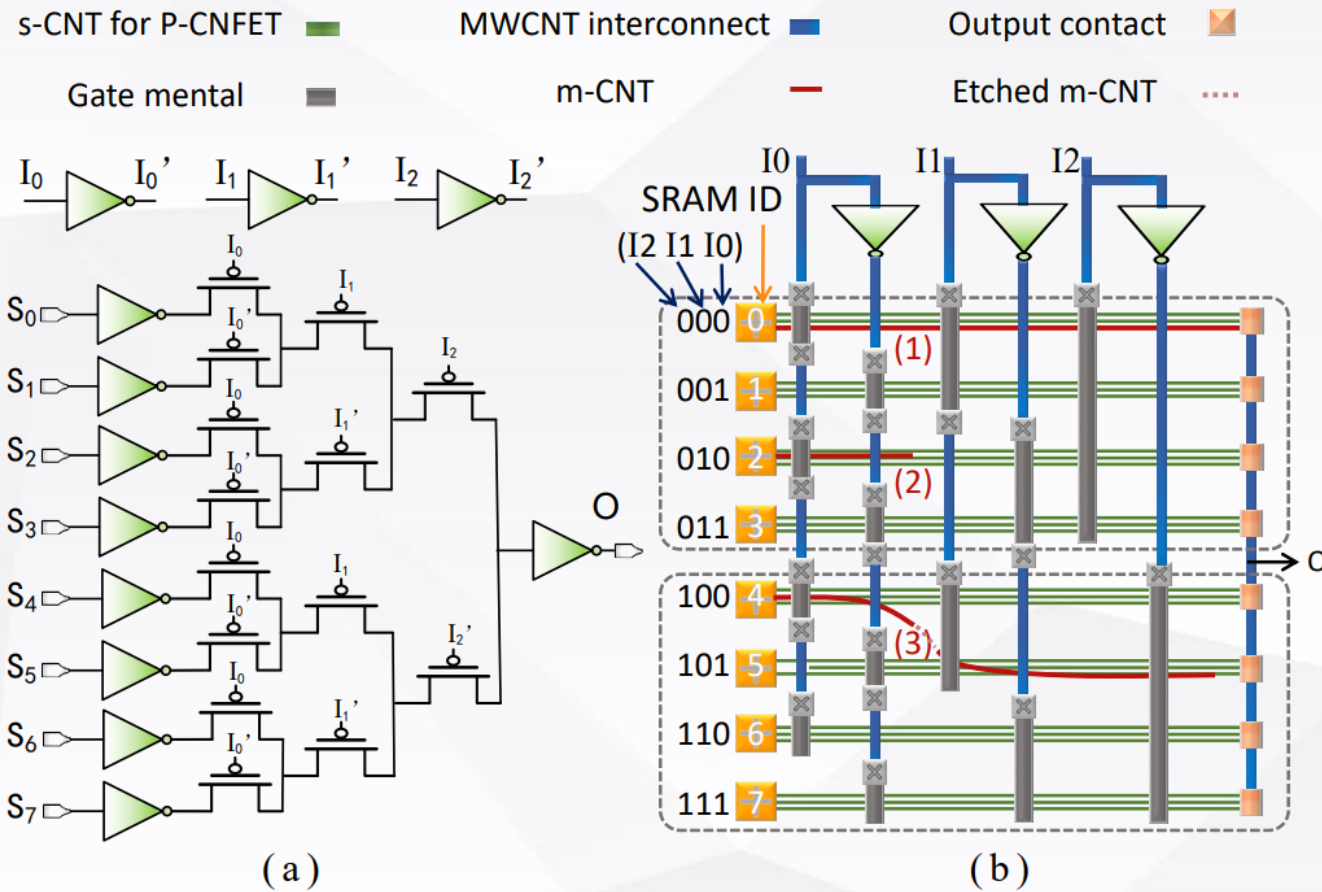 s-CNT for P-CNFET
MWCNT interconnect
Output contact
Gate mental
m-CNT
Etched m-CNT
I0 I0’ I1 I1’ I2 I2’
I0
I1
I2
SRAM ID
(I2 I1 I0)
S0
I0
I1
S1
I0’
I2
S2
I0
I1’
S3
I0’
O
S4
I0
I1
S5
I0’
I2’
S6
I0
I1’
S7
I0’
000 0
(1)
001 1
010 2
(2)
011 3
O
100 4
(3)
101 5
110 6
111 7
(a)
(b)